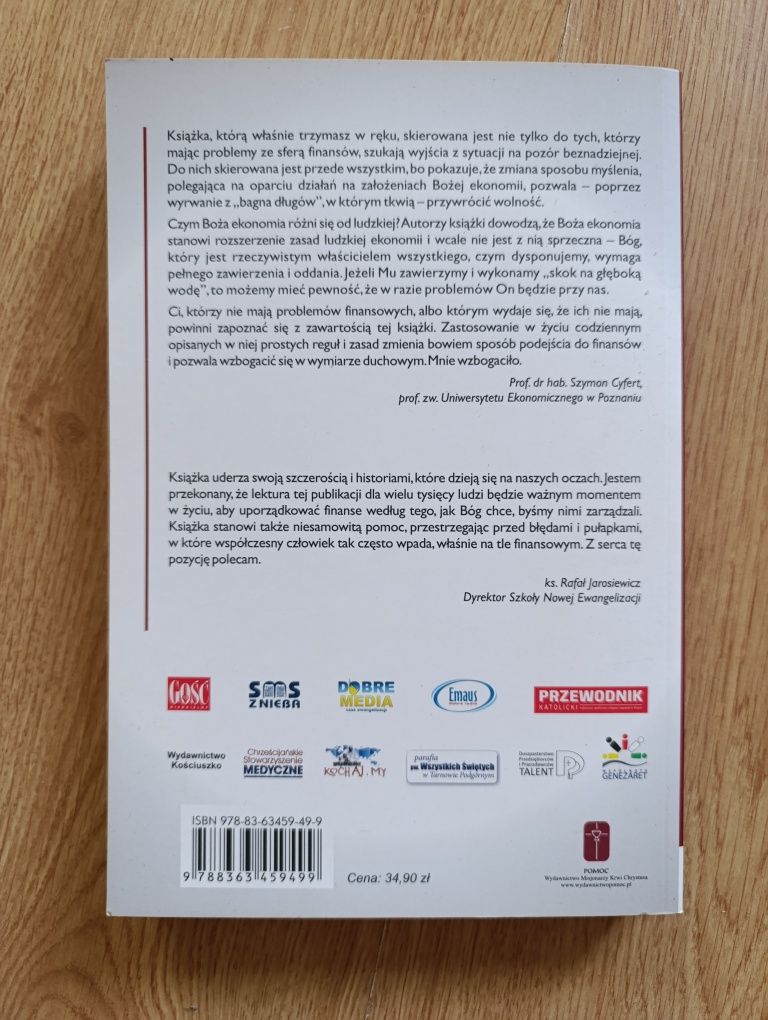 Książka, którą właśnie trzymasz w ręku, skierowana jest nie tylko do tych, którzy
mając problemy ze sferą finansów, szukają wyjścia z sytuacji na pozór beznadziejnej.
Do nich skierowana jest przede wszystkim, bo pokazuje, że zmiana sposobu myślenia,
polegająca na oparciu działań na założeniach Bożej ekonomii, pozwala – poprzez
wyrwanie z „bagna długów”, w którym tkwią – przywrócić wolność.
Czym Boża ekonomia różni się od ludzkiej? Autorzy książki dowodzą, że Boża ekonomia
stanowi rozszerzenie zasad ludzkiej ekonomii i wcale nie jest z nią sprzeczna – Bóg,
który jest rzeczywistym właścicielem wszystkiego, czym dysponujemy, wymaga
pełnego zawierzenia i oddania. Jeżeli Mu zawierzymy i wykonamy „skok na głęboką
wodę”, to możemy mieć pewność, że w razie problemów On będzie przy nas.
Ci, którzy nie mają problemów finansowych, albo którym wydaje się, że ich nie mają,
powinni zapoznać się z zawartością tej książki. Zastosowanie w życiu codziennym
opisanych w niej prostych reguł i zasad zmienia bowiem sposób podejścia do finansów
i pozwala wzbogacić się w wymiarze duchowym. Mnie wzbogaciło.
Prof. dr hab. Szymon Cyfert,
prof. zw. Uniwersytetu Ekonomicznego w Poznaniu
Książka uderza swoją szczerością i historiami, które dzieją się na naszych oczach. Jestem
przekonany, że lektura tej publikacji dla wielu tysięcy ludzi będzie ważnym momentem
w życiu, aby uporządkować finanse według tego, jak Bóg chce, byśmy nimi zarządzali.
Książka stanowi także niesamowitą pomoc, przestrzegając przed błędami i pułapkami,
w które współczesny człowiek tak często wpada, właśnie na tle finansowym. Z serca tę
pozycję polecam.
ks. Rafał Jarosiewicz
Dyrektor Szkoły Nowej Ewangelizacji
GOŚĆ
SMS
Z NIEBA
DOBRE
MEDIA
Emaus
PRZEWODNIK
KATOLICKI
Wydawnictwo
Kościuszko
Chrześcijańskie
Stowarzyszenie
MEDYCZNE
KOCHAJ.MY
parafia
pw. Wszystkich Świętych
w Tarnowie Podgórnym
Duszpasterstwo
Przedsiębiorców
i Pracodawców
TALENT
GENEZARET
ISBN 978-83-63459-49-9
9 788363 459499
Cena: 34,90 zł
POMOC
Wydawnictwo Misjonarzy Krwi Chrystusa
www.wydawnictwopomoc.pl